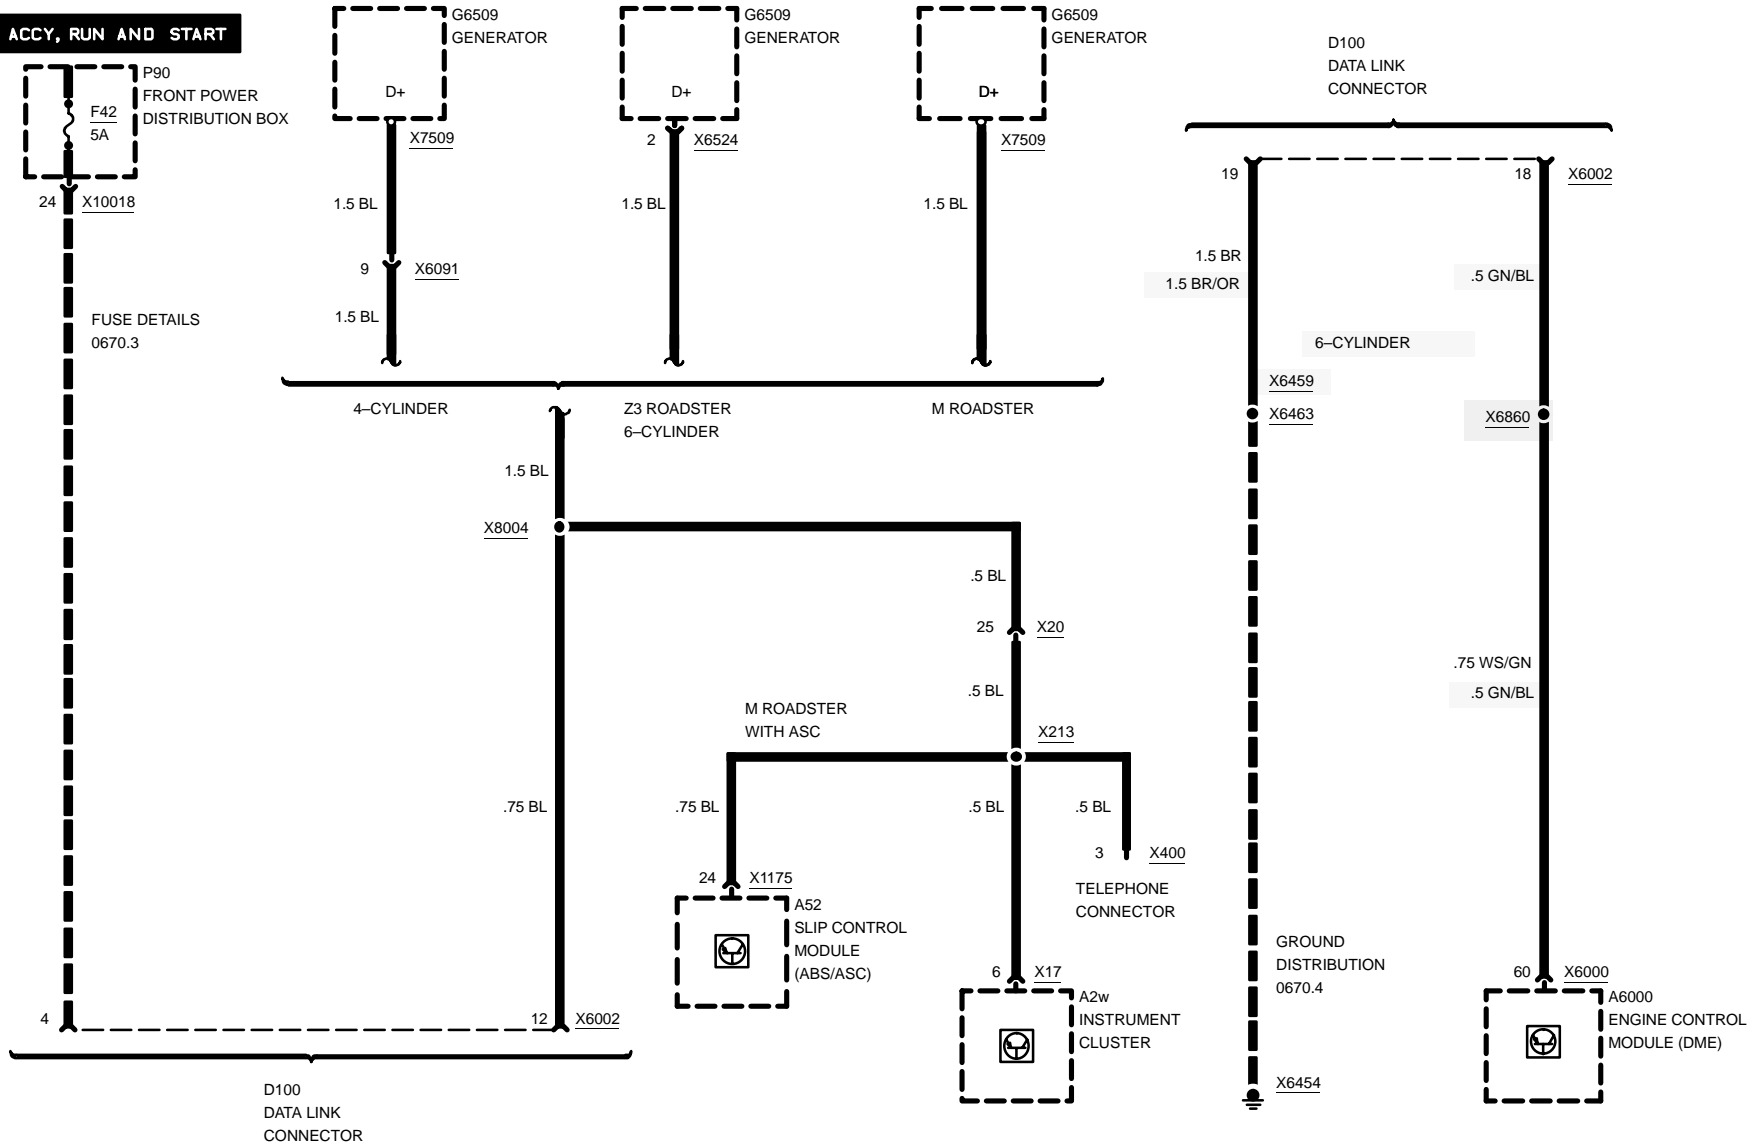 ACCY, RUN AND START
P90
FRONT POWER
DISTRIBUTION BOX
F42
5A
24 X10018
FUSE DETAILS
0670.3
G6509
GENERATOR
D+
X7509
1.5 BL
9 X6091
1.5 BL
4–CYLINDER
G6509
GENERATOR
D+
2 X6524
1.5 BL
Z3 ROADSTER
6–CYLINDER
G6509
GENERATOR
D+
X7509
1.5 BL
M ROADSTER
1.5 BL
X8004
.5 BL
25 X20
.5 BL
M ROADSTER
WITH ASC
X213
.75 BL
.75 BL
.5 BL
.5 BL
3 X400
TELEPHONE
CONNECTOR
24 X1175
A52
SLIP CONTROL
MODULE
(ABS/ASC)
6 X17
A2w
INSTRUMENT
CLUSTER
4
12 X6002
D100
DATA LINK
CONNECTOR
D100
DATA LINK
CONNECTOR
19
18 X6002
1.5 BR
1.5 BR/OR
.5 GN/BL
6–CYLINDER
X6459
X6463
X6860
.75 WS/GN
.5 GN/BL
GROUND
DISTRIBUTION
0670.4
X6454
60 X6000
A6000
ENGINE CONTROL
MODULE (DME)